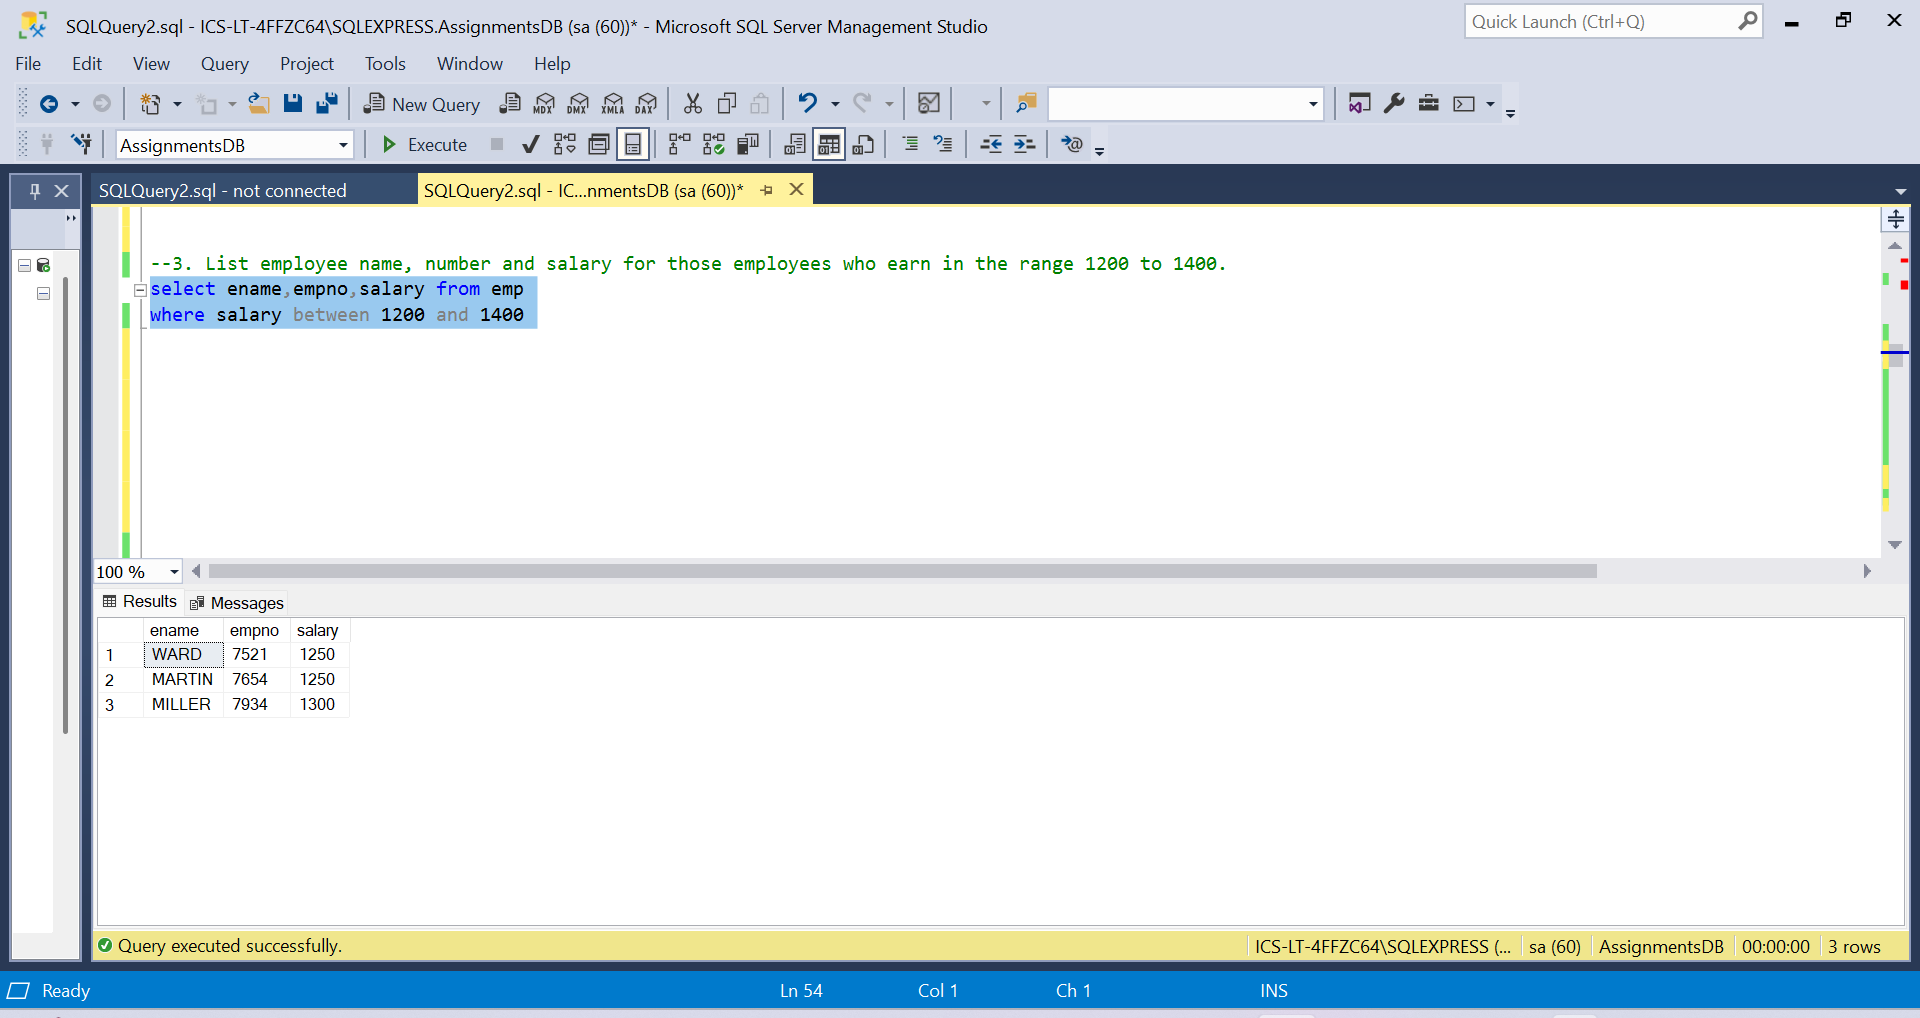 SQLQuery2.sql - ICS-LT-4FFZC64\SQLEXPRESS.AssignmentsDB (sa (60))* - Microsoft SQL Server Management Studio
Quick Launch (Ctrl+Q)
File Edit View Query Project Tools Window Help
New Query MDX DMX XMLA DAX
AssignmentsDB Execute
SQLQuery2.sql - not connected
SQLQuery2.sql - IC...nmentsDB (sa (60))*
--3. List employee name, number and salary for those employees who earn in the range 1200 to 1400.
select ename,empno,salary from emp
where salary between 1200 and 1400
100 %
Results Messages
ename empno salary
1 WARD 7521 1250
2 MARTIN 7654 1250
3 MILLER 7934 1300
Query executed successfully.
ICS-LT-4FFZC64\SQLEXPRESS (... sa (60) AssignmentsDB 00:00:00 3 rows
Ready Ln 54 Col 1 Ch 1 INS